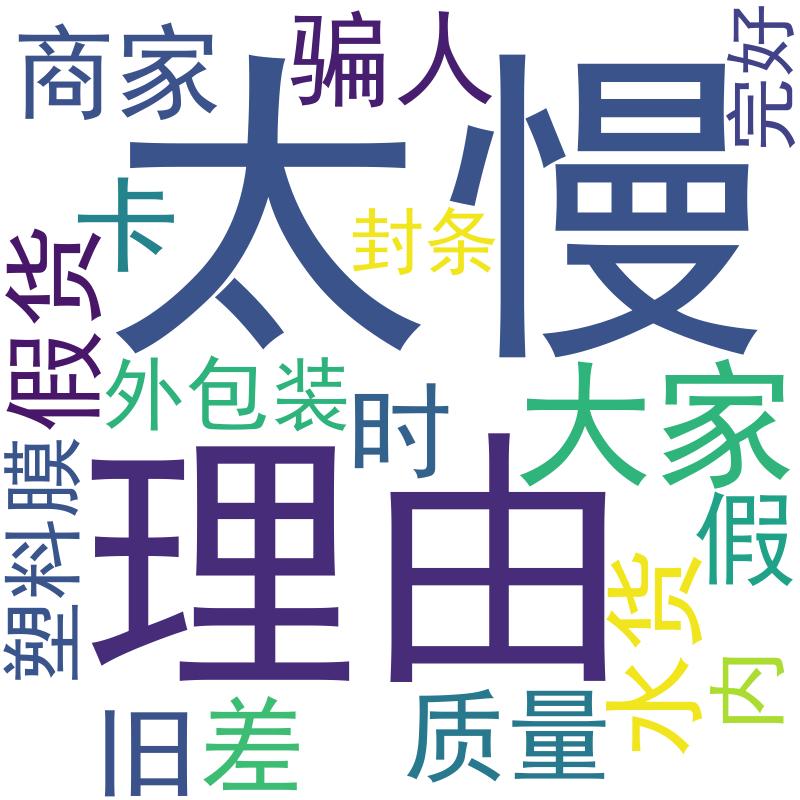 商家
骗人
完好
太慢
卡
封条
假货
外包装
时
大家
塑料膜
理由
假
水货
内
旧
差
质量